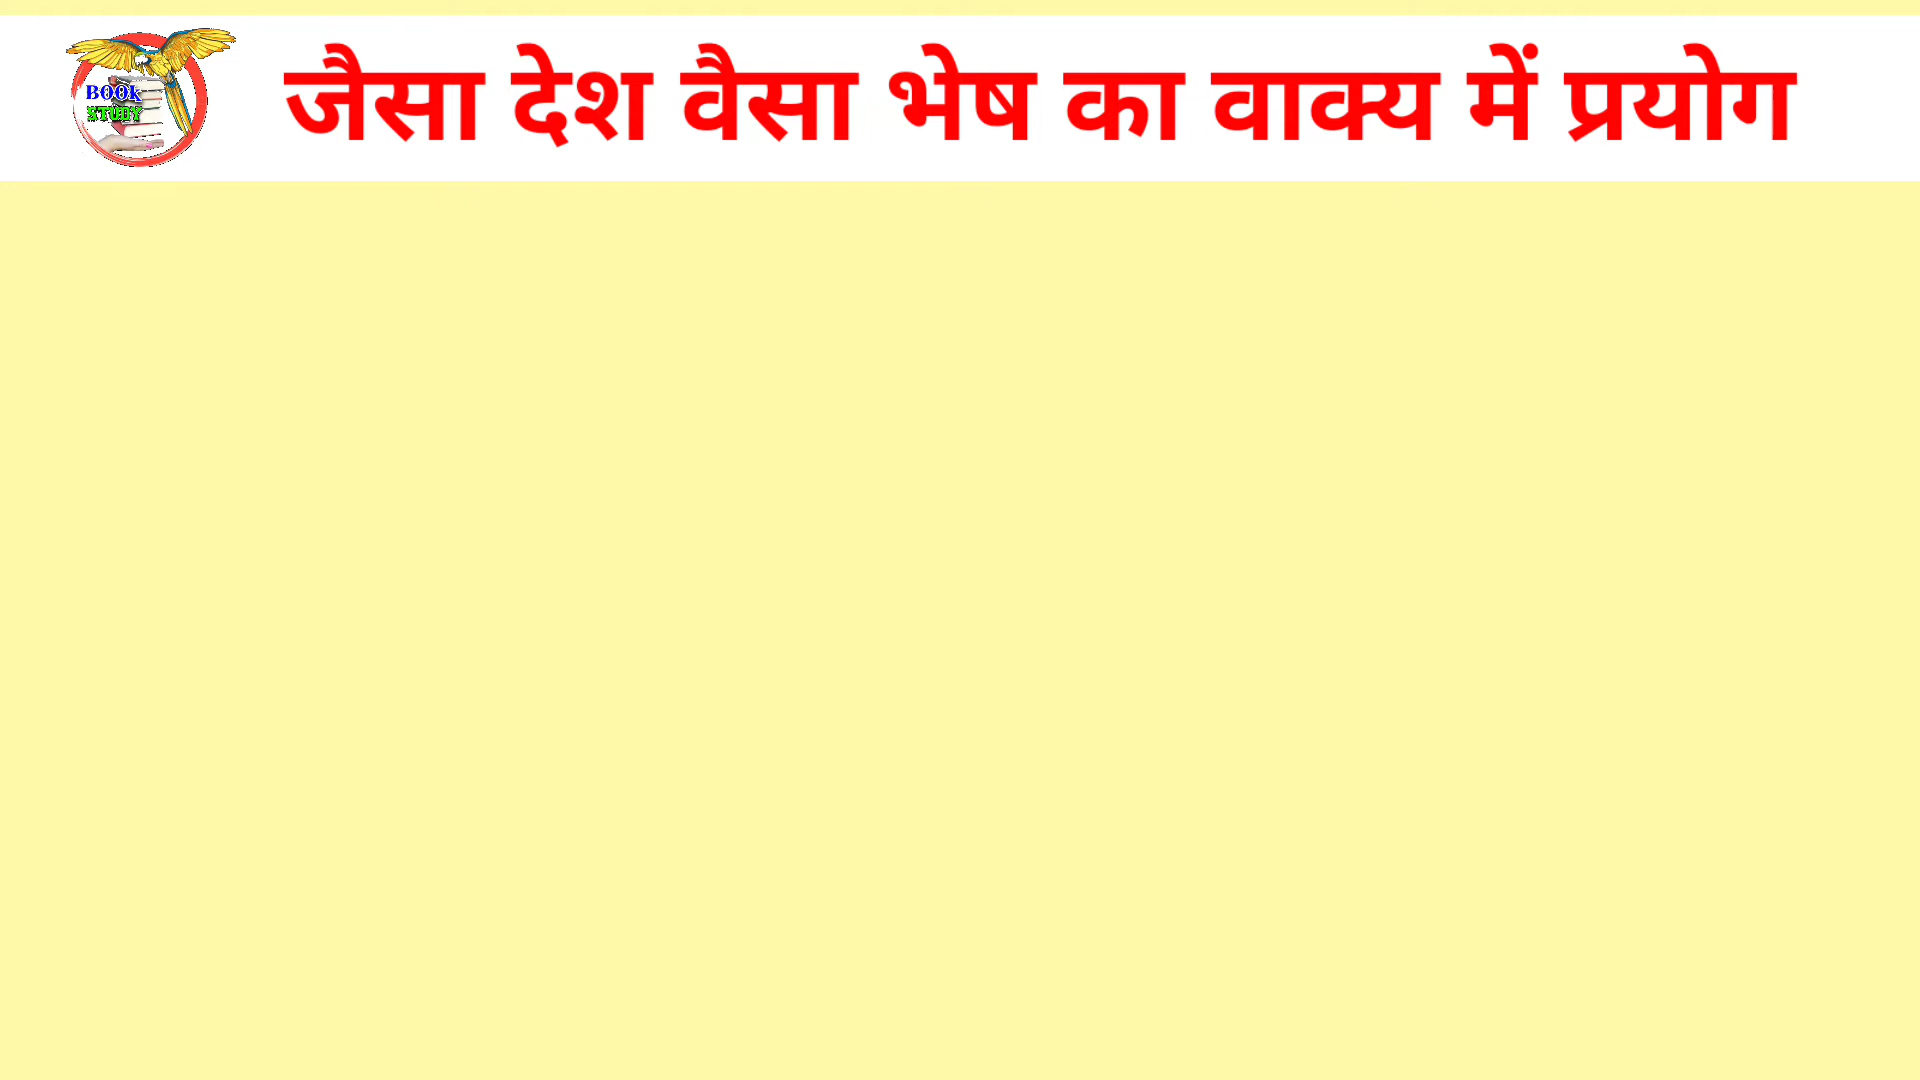 BOOK
STUDY
जैसा देश वैसा भेष का वाक्य में प्रयोग